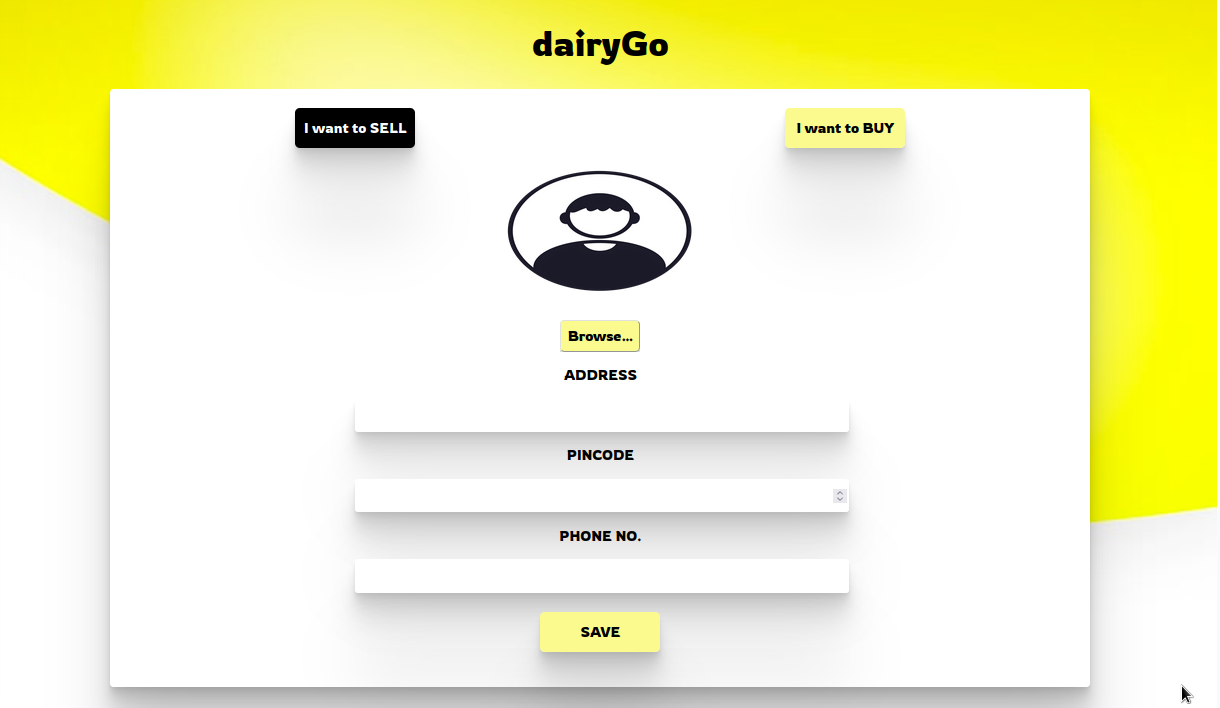 dairyGo
I want to SELL
I want to BUY
Browse...
ADDRESS
PINCODE
PHONE NO.
SAVE